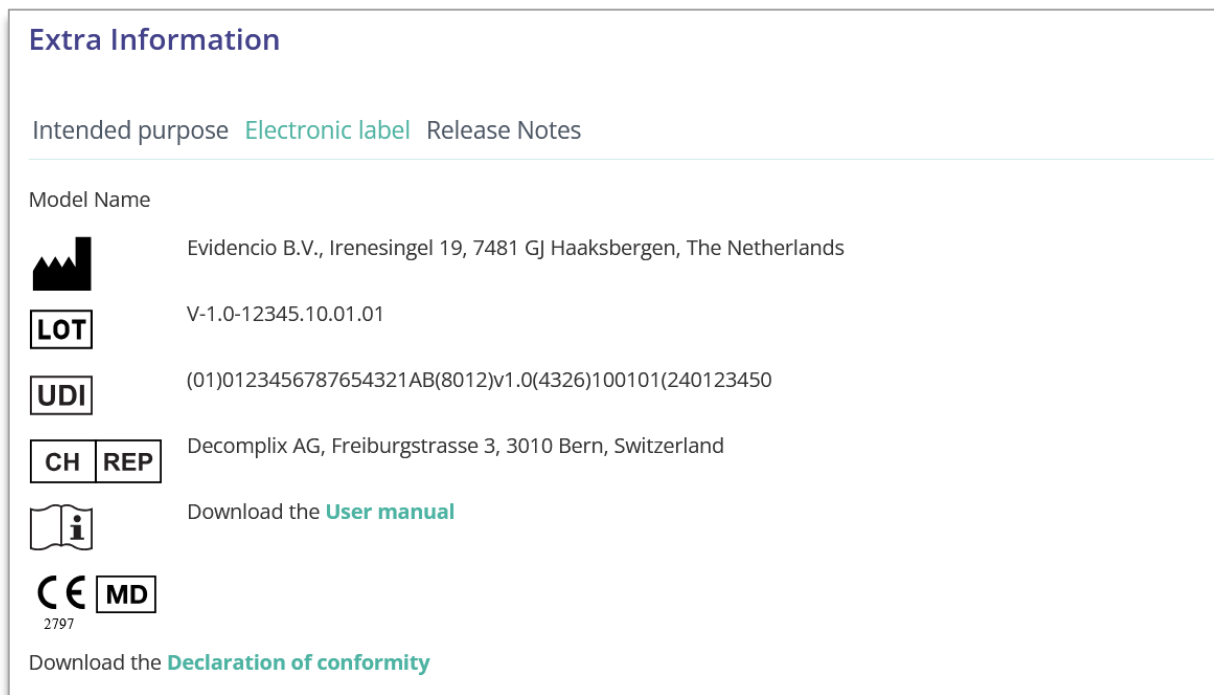 Extra Information
Intended purpose Electronic label Release Notes
Model Name
Evidencio B.V., Irenesingel 19, 7481 GJ Haaksbergen, The Netherlands
LOT V-1.0-12345.10.01.01
UDI (01)0123456787654321AB(8012)v1.0(4326)100101(240123450
CH REP Decomplix AG, Freiburgstrasse 3, 3010 Bern, Switzerland
i Download the User manual
CE MD
2797
Download the Declaration of conformity